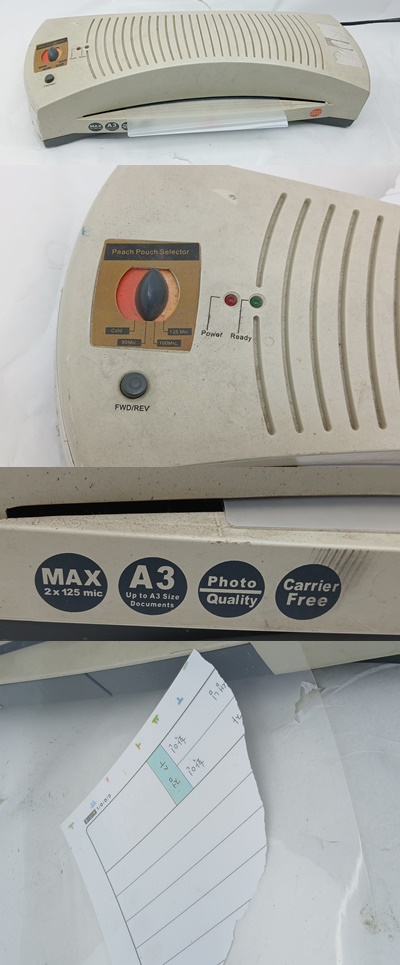 Peach Pouch Selector
Cold
80Mic.
100Mic.
125 Mic.
Power
Ready
FWD/REV
MAX
2 x 125 mic
A3
Up to A3 Size
Documents
Photo
Quality
Carrier
Free